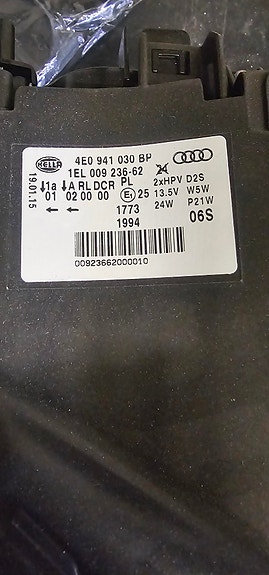 HELLA
4E0 941 030 BP
1EL 009 236-62
19.01.15
1a A RL DCR PL 2xHPV D2S
01 02 00 00 E1 25 13.5V W5W
24W P21W
1773 06S
1994
00923662000010